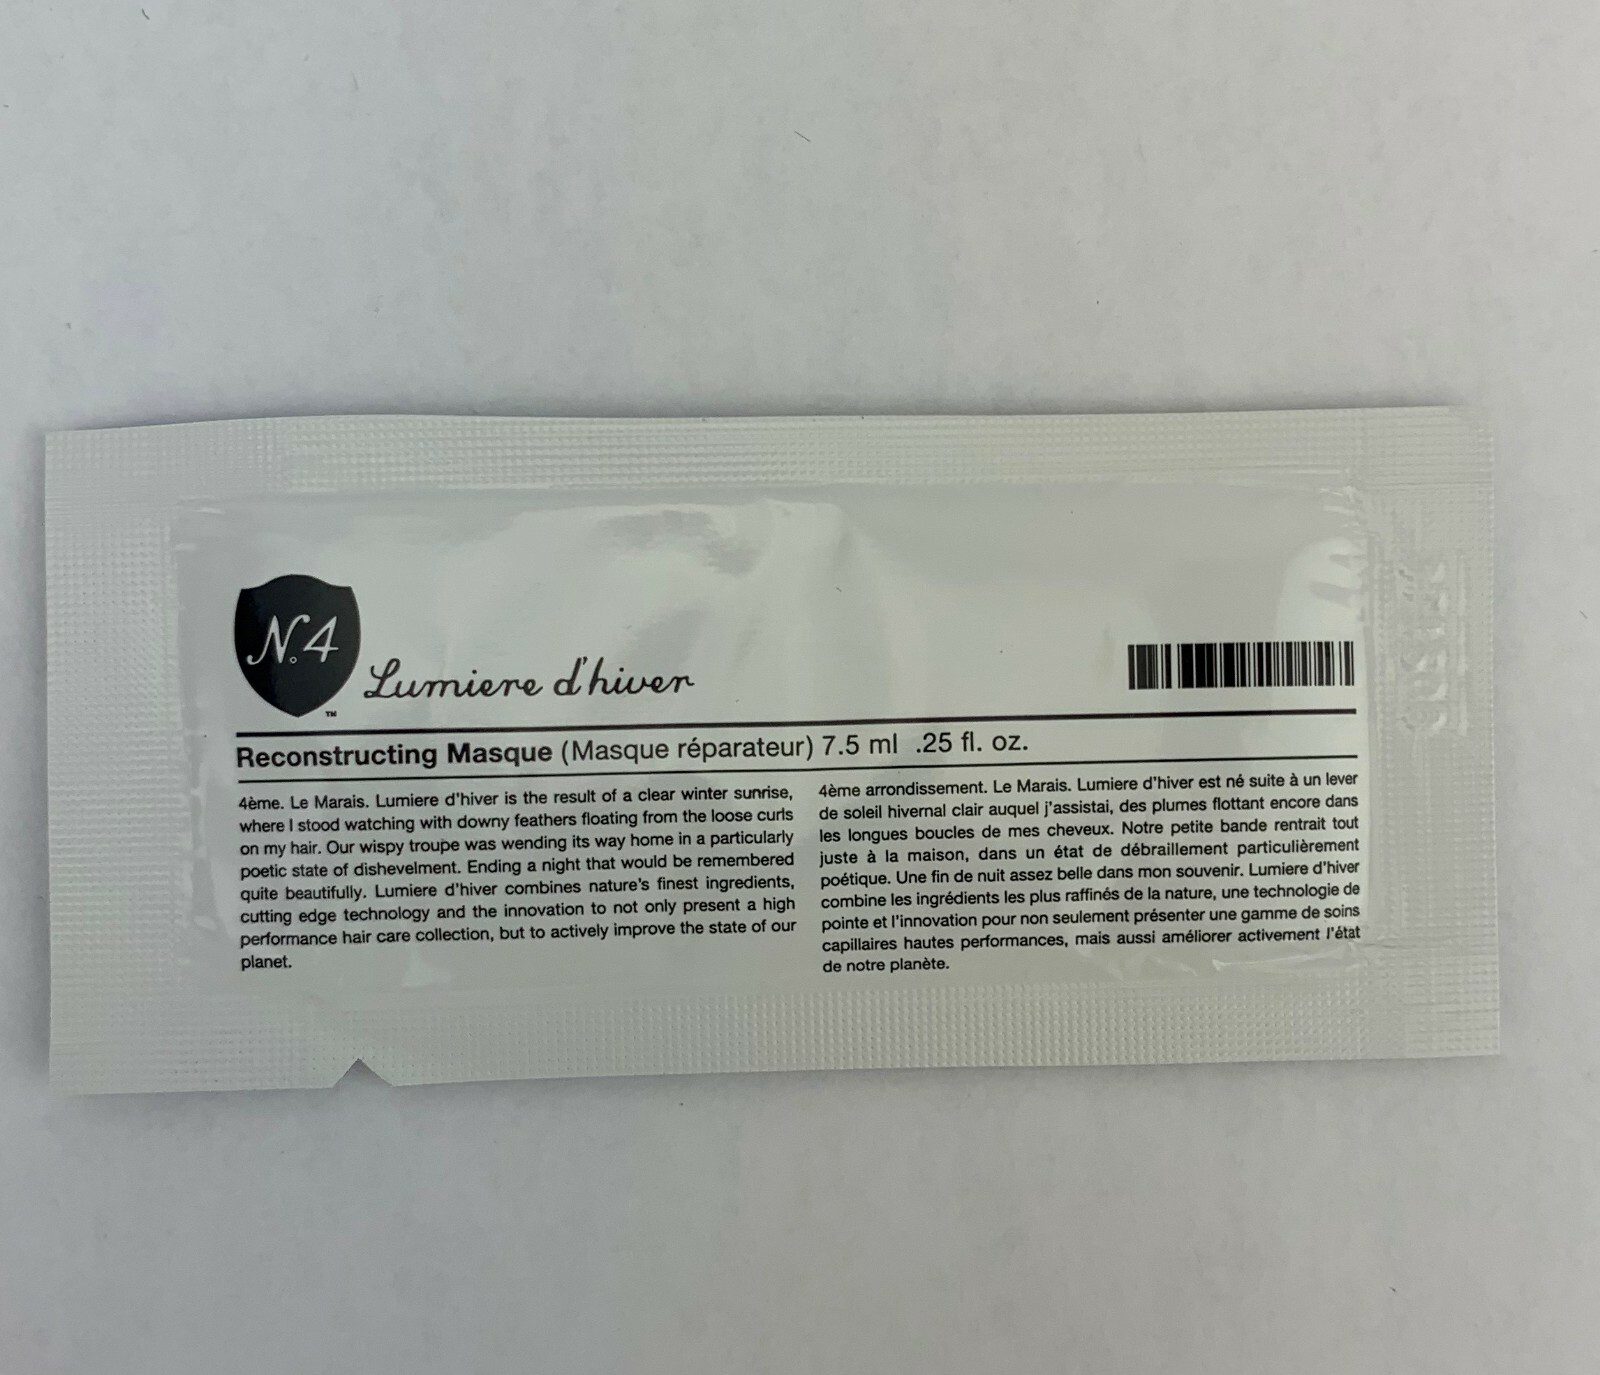 N.4
Lumiere d'hiver
TM
Reconstructing Masque (Masque réparateur) 7.5 ml .25 fl. oz.
4ème. Le Marais. Lumiere d'hiver is the result of a clear winter sunrise,
where I stood watching with downy feathers floating from the loose curls
on my hair. Our wispy troupe was wending its way home in a particularly
poetic state of dishevelment. Ending a night that would be remembered
quite beautifully. Lumiere d'hiver combines nature's finest ingredients,
cutting edge technology and the innovation to not only present a high
performance hair care collection, but to actively improve the state of our
planet.
4ème arrondissement. Le Marais. Lumiere d'hiver est né suite à un lever
de soleil hivernal clair auquel j'assistai, des plumes flottant encore dans
les longues boucles de mes cheveux. Notre petite bande rentrait tout
juste à la maison, dans un état de débraillement particulièrement
poétique. Une fin de nuit assez belle dans mon souvenir. Lumiere d'hiver
combine les ingrédients les plus raffinés de la nature, une technologie de
pointe et l'innovation pour non seulement présenter une gamme de soins
capillaires hautes performances, mais aussi améliorer activement l'état
de notre planète.